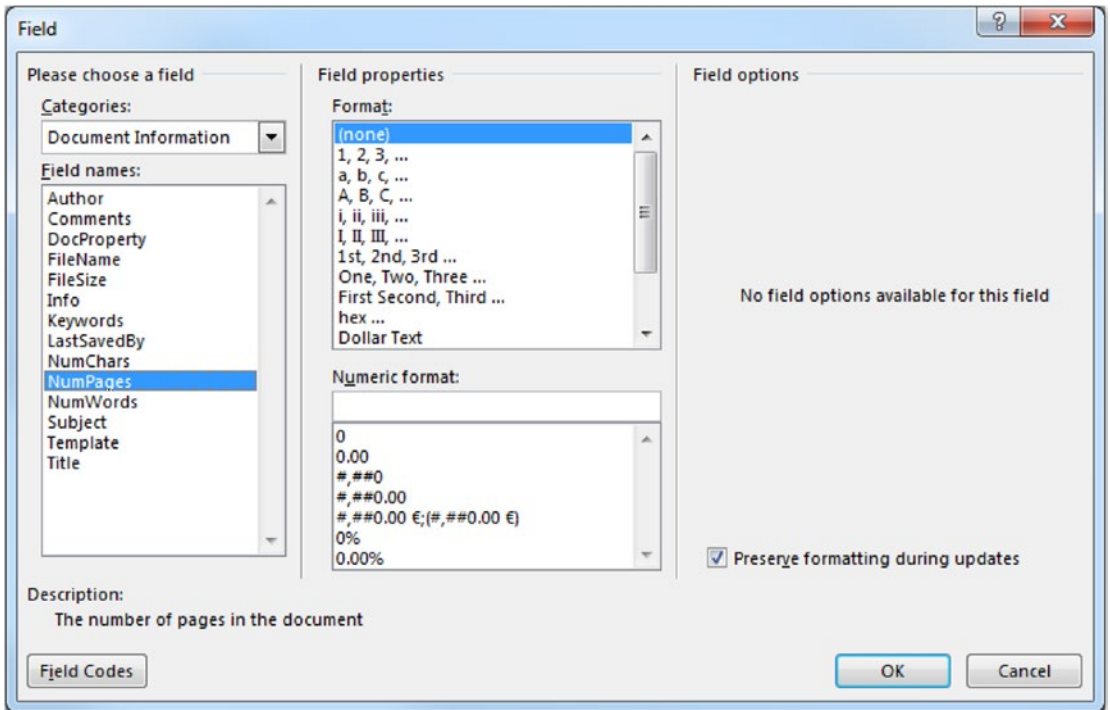 Field
Please choose a field
Categories:
Document Information
Field names:
Author
Comments
DocProperty
FileName
FileSize
Info
Keywords
LastSavedBy
NumChars
NumPages
NumWords
Subject
Template
Title
Field properties
Format:
(none)
1, 2, 3, ...
a, b, c, ...
A, B, C, ...
i, ii, iii, ...
I, II, III, ...
1st, 2nd, 3rd ...
One, Two, Three ...
First Second, Third ...
hex ...
Dollar Text
Numeric format:
0
0.00
#,##0
#,##0.00
#,##0.00 €;(#,##0.00 €)
0%
0.00%
Field options
No field options available for this field
Preserve formatting during updates
Description:
The number of pages in the document
Field Codes
OK
Cancel